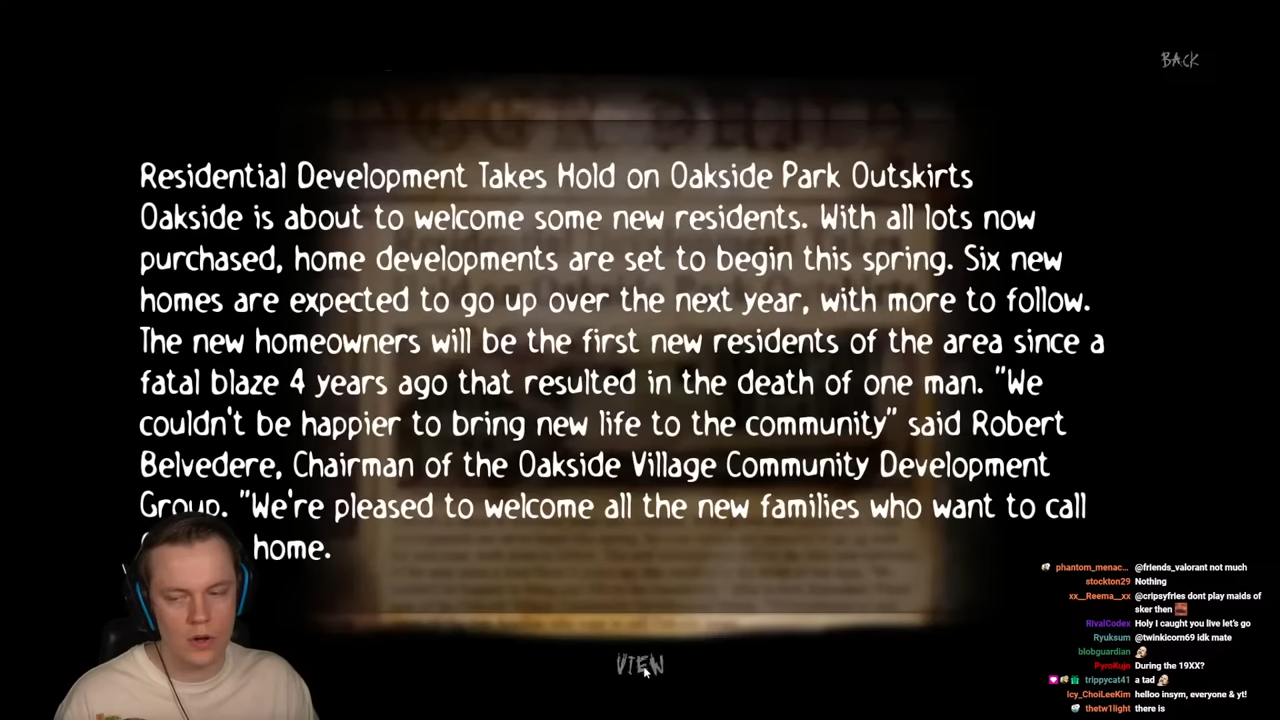 BACK
Residential Development Takes Hold on Oakside Park Outskirts
Oakside is about to welcome some new residents. With all lots now
purchased, home developments are set to begin this spring. Six new
homes are expected to go up over the next year, with more to follow.
The new homeowners will be the first new residents of the area since a
fatal blaze 4 years ago that resulted in the death of one man. "We
couldn't be happier to bring new life to the community" said Robert
Belvedere, Chairman of the Oakside Village Community Development
Group. "We're pleased to welcome all the new families who want to call
home.
VIEW
phantom_menac... @friends_valorant not much
stockton29 Nothing
xx__Reema__xx @cripsyfries dont play maids of
sker then
RivalCodex Holy I caught you live let's go
Ryuksum @twinkicorn69 idk mate
blobguardian
PyroKujo During the 19XX?
trippycat41 a tad
Icy_ChoiLeeKim helloo insym, everyone & yt!
thetw1light there is